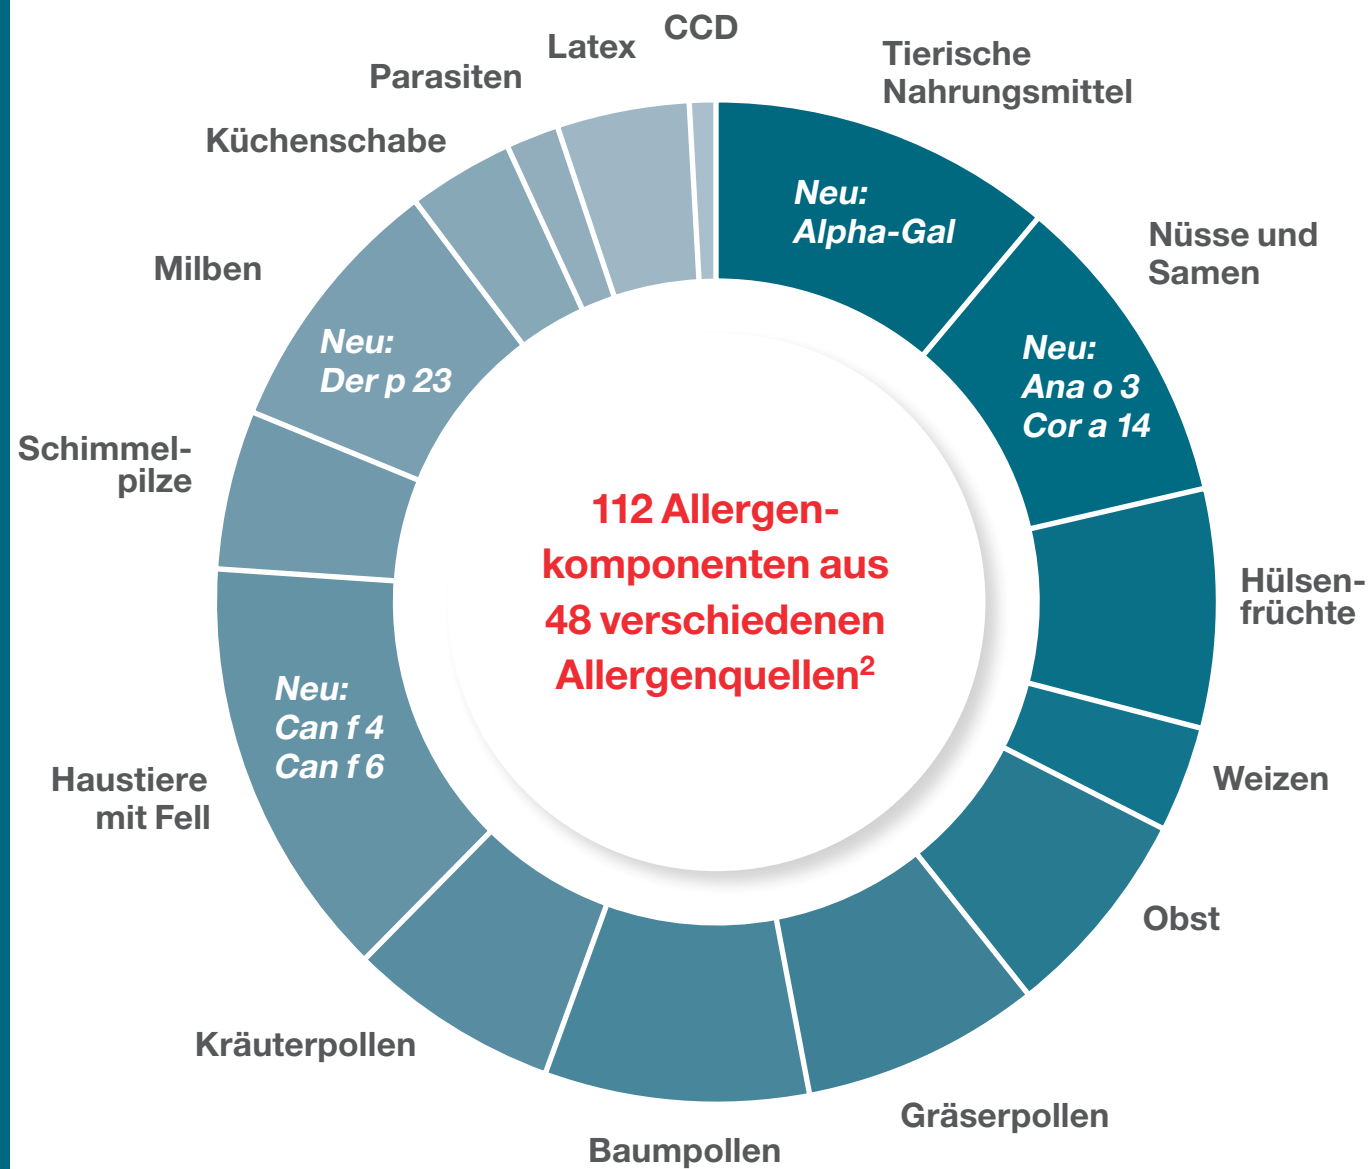 CCD
Tierische
Nahrungsmittel
Neu:
Alpha-Gal
Nüsse und
Samen
Neu:
Ana o 3
Cor a 14
Hülsen-
früchte
Weizen
Obst
Gräserpollen
Baumpollen
Kräuterpollen
Haustiere
mit Fell
Neu:
Can f 4
Can f 6
Schimmel-
pilze
Milben
Neu:
Der p 23
Küchenschabe
Parasiten
Latex
112 Allergen-
komponenten aus
48 verschiedenen
Allergenquellen²